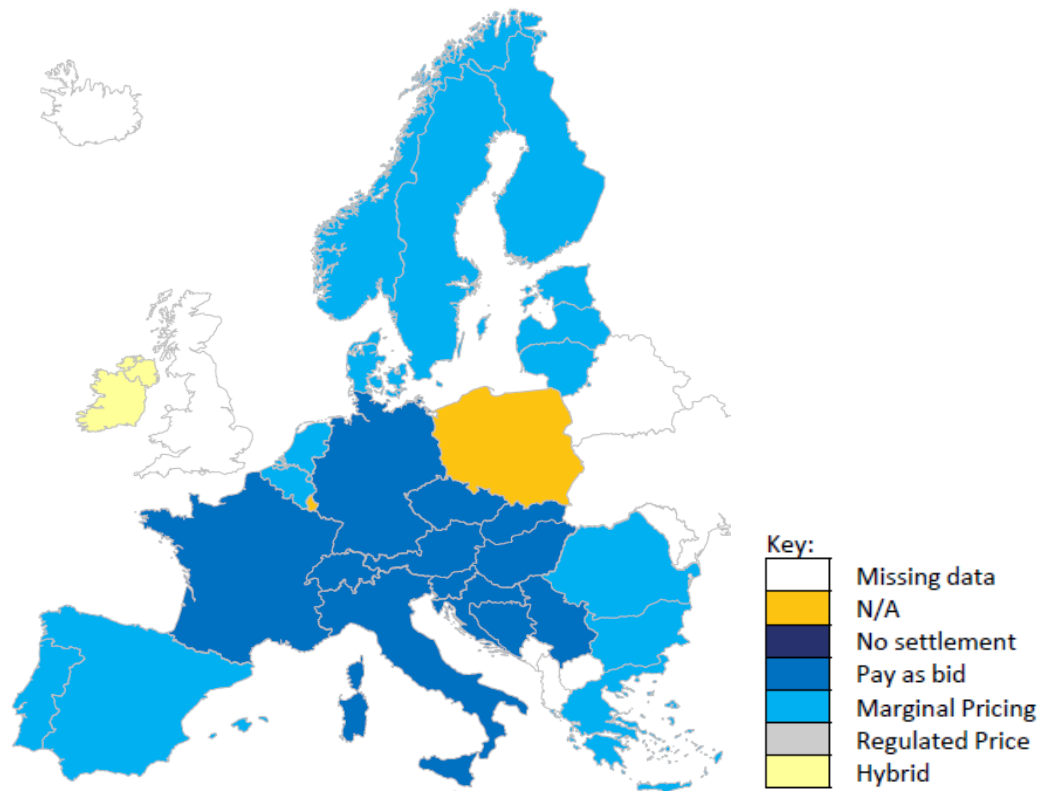 Key:
Missing data
N/A
No settlement
Pay as bid
Marginal Pricing
Regulated Price
Hybrid